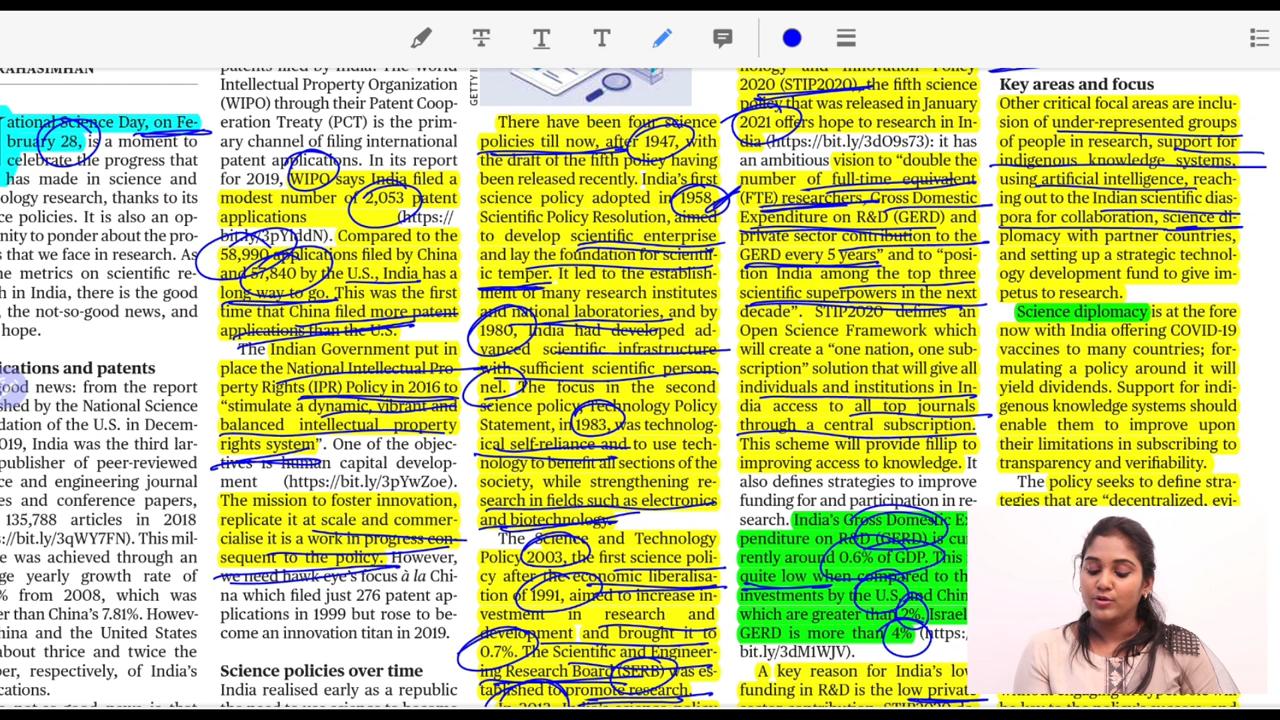 RAHASIMHAN
ational Science Day, on Fe-
bruary 28, is a moment to
celebrate the progress that
has made in science and
ology research, thanks to its
ce policies. It is also an op-
nity to ponder about the pro-
s that we face in research. As
he metrics on scientific re-
h in India, there is the good
, the not-so-good news, and
hope.
ications and patents
ood news: from the report
shed by the National Science
dation of the U.S. in Decem-
019, India was the third lar-
publisher of peer-reviewed
ce and engineering journal
es and conference papers,
135,788 articles in 2018
s://bit.ly/3qWY7FN). This mil-
e was achieved through an
ge yearly growth rate of
% from 2008, which was
er than China's 7.81%. Howev-
hina and the United States
about thrice and twice the
er, respectively, of India's
cations.
patents filed by India. The World
Intellectual Property Organization
(WIPO) through their Patent Coop-
eration Treaty (PCT) is the prim-
ary channel of filing international
patent applications. In its report
for 2019, WIPO says India filed a
modest number of 2,053 patent
applications (https://
bit.ly/3pYIddN). Compared to the
58,990 applications filed by China
and 57,840 by the U.S., India has a
long way to go. This was the first
time that China filed more patent
applications than the U.S.
The Indian Government put in
place the National Intellectual Pro-
perty Rights (IPR) Policy in 2016 to
"stimulate a dynamic, vibrant and
balanced intellectual property
rights system". One of the objec-
tives is human capital develop-
ment (https://bit.ly/3pYwZoe).
The mission to foster innovation,
replicate it at scale and commer-
cialise it is a work in progress con-
sequent to the policy. However,
we need hawk eye's focus à la Chi-
na which filed just 276 patent ap-
plications in 1999 but rose to be-
come an innovation titan in 2019.
Science policies over time
India realised early as a republic
GETTY I
There have been four science
policies till now, after 1947, with
the draft of the fifth policy having
been released recently. India's first
science policy adopted in 1958,
Scientific Policy Resolution, aimed
to develop scientific enterprise
and lay the foundation for scientif-
ic temper. It led to the establish-
ment of many research institutes
and national laboratories, and by
1980, India had developed ad-
vanced scientific infrastructure
with sufficient scientific person-
nel. The focus in the second
science policy, Technology Policy
Statement, in 1983, was technolog-
ical self-reliance and to use tech-
nology to benefit all sections of the
society, while strengthening re-
search in fields such as electronics
and biotechnology.
The Science and Technology
Policy 2003, the first science poli-
cy after the economic liberalisa-
tion of 1991, aimed to increase in-
vestment in research and
development and brought it to
0.7%. The Scientific and Engineer-
ing Research Board (SERB) was es-
tablished to promote research.
nology and Innovation Policy
2020 (STIP2020), the fifth science
policy that was released in January
2021 offers hope to research in In-
dia (https://bit.ly/3dO9s73): it has
an ambitious vision to "double the
number of full-time equivalent
(FTE) researchers, Gross Domestic
Expenditure on R&D (GERD) and
private sector contribution to the
GERD every 5 years" and to "posi-
tion India among the top three
scientific superpowers in the next
decade". STIP2020 defines an
Open Science Framework which
will create a "one nation, one sub-
scription" solution that will give all
individuals and institutions in In-
dia access to all top journals
through a central subscription.
This scheme will provide fillip to
improving access to knowledge. It
also defines strategies to improve
funding for and participation in re-
search. India's Gross Domestic Ex
penditure on R&D (GERD) is cur
rently around 0.6% of GDP. This
quite low when compared to th
investments by the U.S. and Chin
which are greater than 2%. Israel
GERD is more than 4% (https:/
bit.ly/3dM1WJV).
A key reason for India's low
funding in R&D is the low private
Key areas and focus
Other critical focal areas are inclu-
sion of under-represented groups
of people in research, support for
indigenous knowledge systems,
using artificial intelligence, reach-
ing out to the Indian scientific dias-
pora for collaboration, science di-
plomacy with partner countries,
and setting up a strategic technol-
ogy development fund to give im-
petus to research.
Science diplomacy is at the fore
now with India offering COVID-19
vaccines to many countries; for-
mulating a policy around it will
yield dividends. Support for indi-
genous knowledge systems should
enable them to improve upon
their limitations in subscribing to
transparency and verifiability.
The policy seeks to define stra-
tegies that are "decentralized, evi-